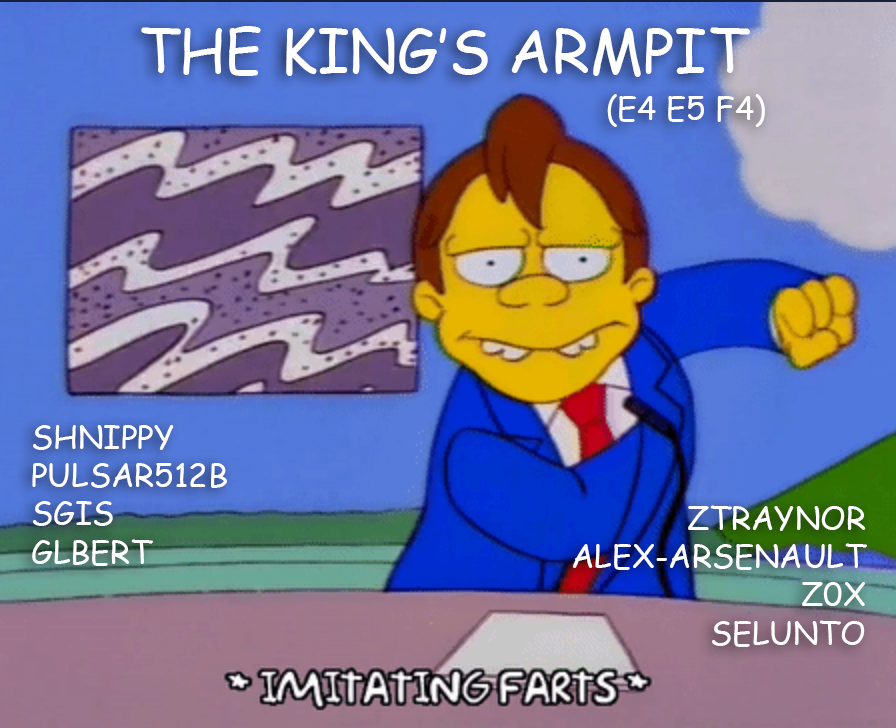 THE KING'S ARMPIT
(E4 E5 F4)
SHNIPPY
PULSAR512B
SGIS
GLBERT
ZTRAYNOR
ALEX-ARSENAULT
Z0X
SELUNTO
* IMITATING FARTS *